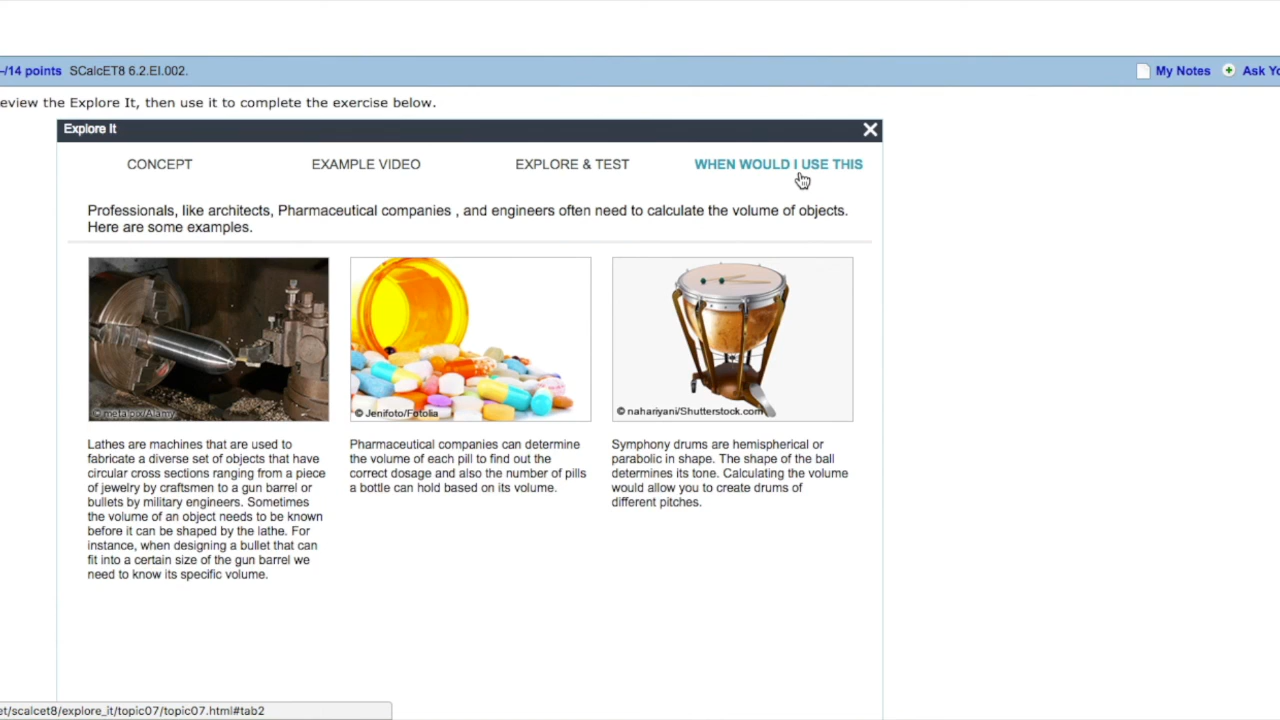 -/14 points SCalcET8 6.2.EI.002.
My Notes
Ask Yo
eview the Explore It, then use it to complete the exercise below.
Explore It
CONCEPT
EXAMPLE VIDEO
EXPLORE & TEST
WHEN WOULD I USE THIS
Professionals, like architects, Pharmaceutical companies , and engineers often need to calculate the volume of objects.
Here are some examples.
© metalpoi/Alamy
© Jenifoto/Fotolia
© nahariyani/Shutterstock.com
Lathes are machines that are used to
fabricate a diverse set of objects that have
circular cross sections ranging from a piece
of jewelry by craftsmen to a gun barrel or
bullets by military engineers. Sometimes
the volume of an object needs to be known
before it can be shaped by the lathe. For
instance, when designing a bullet that can
fit into a certain size of the gun barrel we
need to know its specific volume.
Pharmaceutical companies can determine
the volume of each pill to find out the
correct dosage and also the number of pills
a bottle can hold based on its volume.
Symphony drums are hemispherical or
parabolic in shape. The shape of the ball
determines its tone. Calculating the volume
would allow you to create drums of
different pitches.
et/scalcet8/explore_it/topic07/topic07.html#tab2